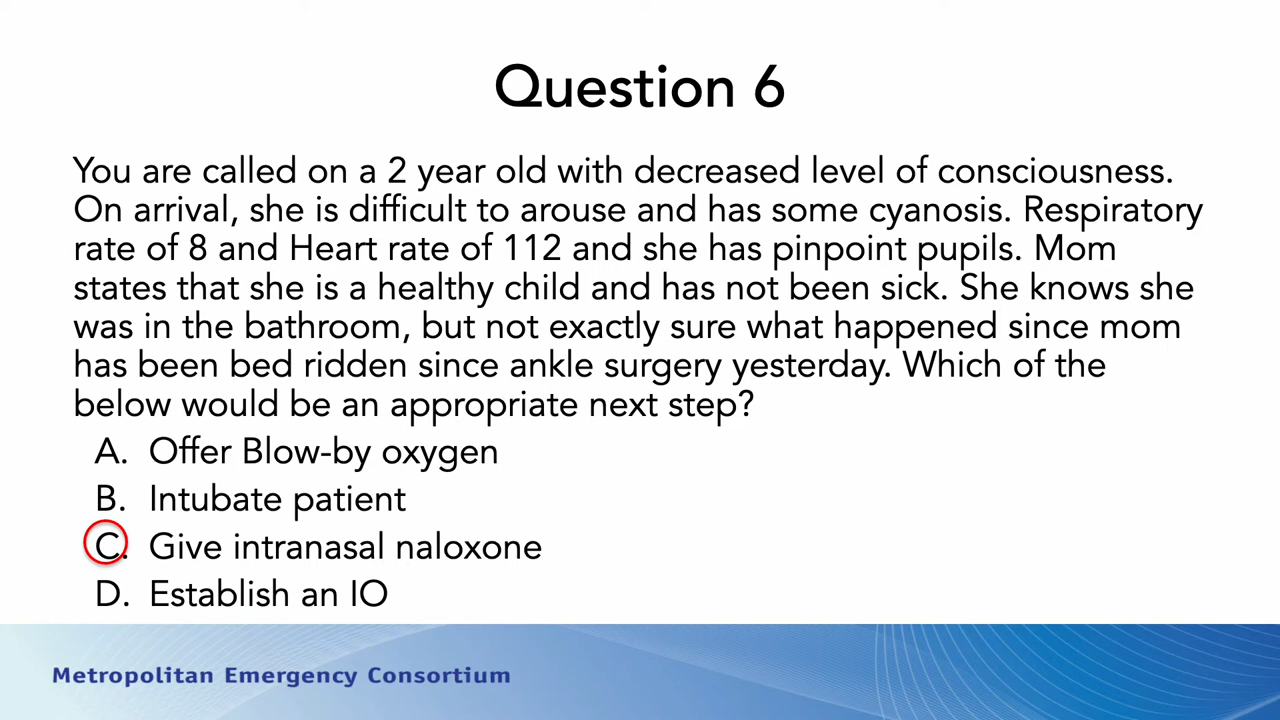 Question 6
You are called on a 2 year old with decreased level of consciousness.
On arrival, she is difficult to arouse and has some cyanosis. Respiratory
rate of 8 and Heart rate of 112 and she has pinpoint pupils. Mom
states that she is a healthy child and has not been sick. She knows she
was in the bathroom, but not exactly sure what happened since mom
has been bed ridden since ankle surgery yesterday. Which of the
below would be an appropriate next step?
A. Offer Blow-by oxygen
B. Intubate patient
C. Give intranasal naloxone
D. Establish an IO
Metropolitan Emergency Consortium